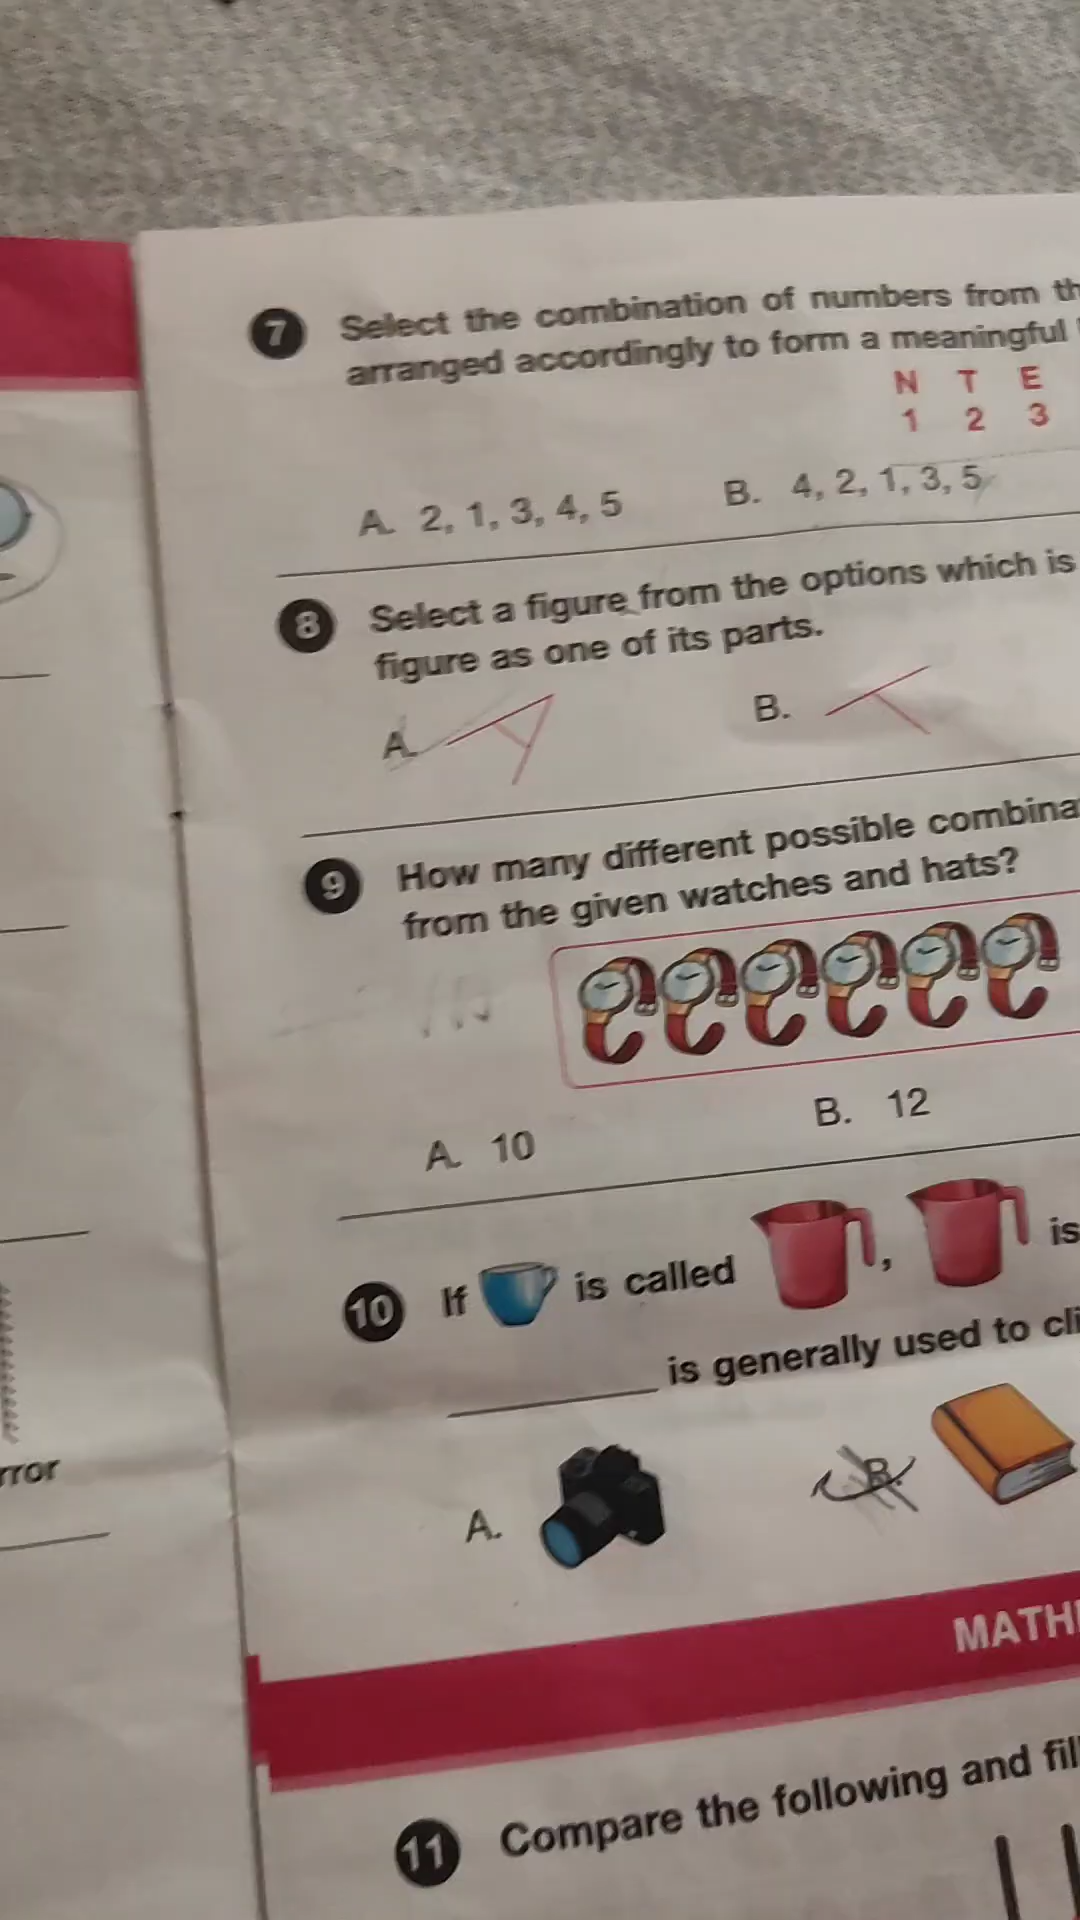 7 Select the combination of numbers from th
arranged accordingly to form a meaningful
N T E
1 2 3
A. 2, 1, 3, 4, 5 B. 4, 2, 1, 3, 5
8 Select a figure from the options which is
figure as one of its parts.
A. B.
9 How many different possible combina
from the given watches and hats?
A. 10 B. 12
10 If is called , is
is generally used to cli
A. B.
rror
MATH
11 Compare the following and fil